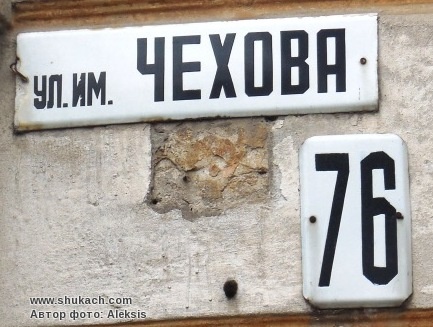 УЛ. ИМ. ЧЕХОВА
76
www.shukach.com
Автор фото: Aleksis